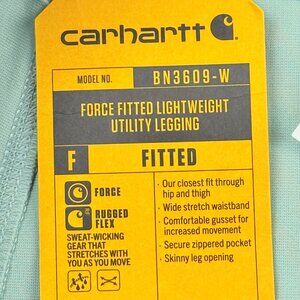 carhartt
MODEL NO. BN3609-W
FORCE FITTED LIGHTWEIGHT
UTILITY LEGGING
F FITTED
FORCE
RUGGED
FLEX
SWEAT-WICKING
GEAR THAT
STRETCHES WITH
YOU AS YOU MOVE
· Our closest fit through
hip and thigh
· Wide stretch waistband
· Comfortable gusset for
increased movement
· Secure zippered pocket
· Skinny leg opening